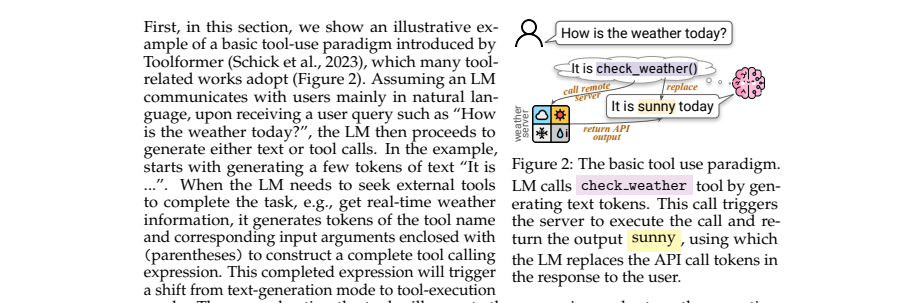 First, in this section, we show an illustrative ex-
ample of a basic tool-use paradigm introduced by
Toolformer (Schick et al., 2023), which many tool-
related works adopt (Figure 2). Assuming an LM
communicates with users mainly in natural lan-
guage, upon receiving a user query such as “How
is the weather today?”, the LM then proceeds to
generate either text or tool calls. In the example,
starts with generating a few tokens of text “It is
...”. When the LM needs to seek external tools
to complete the task, e.g., get real-time weather
information, it generates tokens of the tool name
and corresponding input arguments enclosed with
(parentheses) to construct a complete tool calling
expression. This completed expression will trigger
a shift from text-generation mode to tool-execution
How is the weather today?
It is check_weather()
call remote
server
replace
It is sunny today
weather
server
return API
output
Figure 2: The basic tool use paradigm.
LM calls check_weather tool by gen-
erating text tokens. This call triggers
the server to execute the call and re-
turn the output sunny, using which
the LM replaces the API call tokens in
the response to the user.